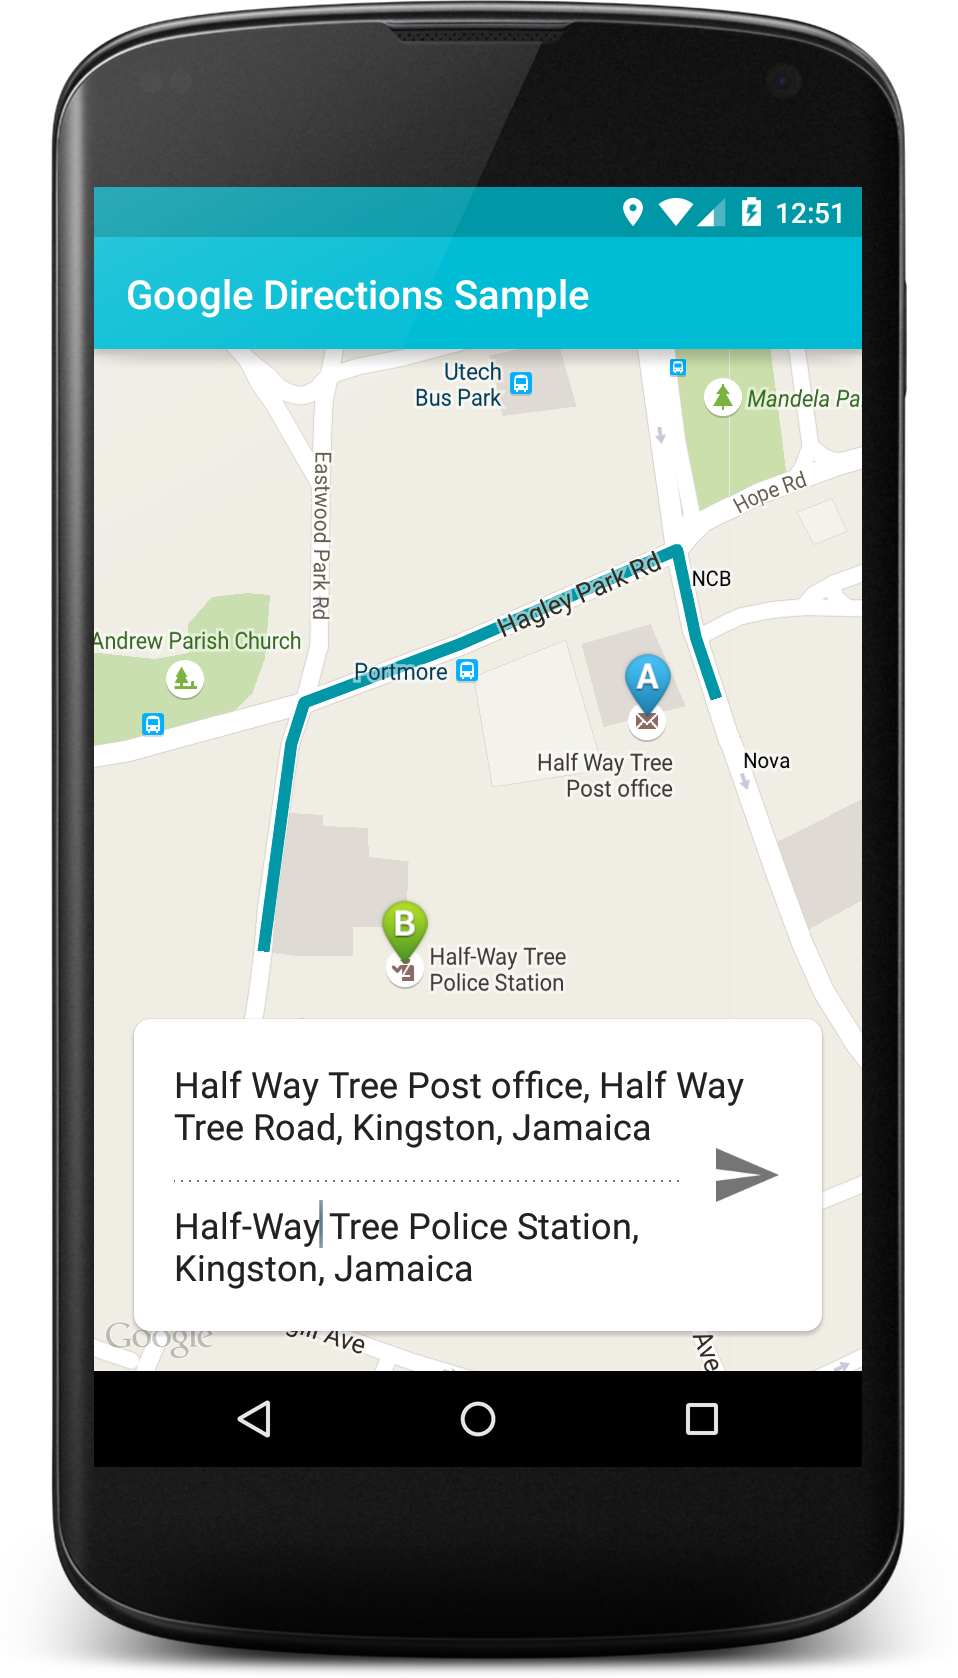 12:51
Google Directions Sample
Utech
Bus Park
Mandela Pa
Hope Rd
Eastwood Park Rd
Hagley Park Rd
NCB
Andrew Parish Church
Portmore
A
Half Way Tree
Post office
Nova
B
Half-Way Tree
Police Station
Half Way Tree Post office, Half Way
Tree Road, Kingston, Jamaica
Half-Way Tree Police Station,
Kingston, Jamaica
Google
Ave
Ave